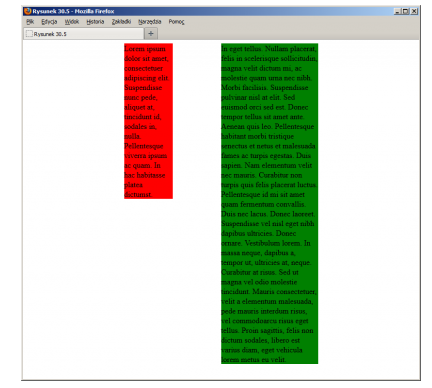 Rysunek 30.5 - Mozilla Firefox
Plik Edycja Widok Historia Zakładki Narzędzia Pomoc
Rysunek 30.5
+
Lorem ipsum
dolor sit amet,
consectetuer
adipiscing elit.
Suspendisse
nunc pede
aliquet et,
tincidunt ul,
sodales in,
nulla.
Pellentesque
viverra quam
ac quam. In
hac habitasse
platea
dictumst.
In eget tellus. Nullam placerat,
felis in scelerisque sollicitudin,
magna velit dictum mi, ac
molestie quam urna nec nibh.
Morbi facilisis. Suspendisse
pulvinar nisl at elit. Sed
euismod orci sed est. Donec
tempor tellus sit amet ante.
Aenean quis leo. Pellentesque
habitant morbi tristique
senectus et netus et malesuada
fames ac turpis egestas. Duis
sapien. Nam elementum velit
nec mauris. Curabitur non
turpis quis felis placerat luctus.
Pellentesque id mi sit amet
quam fermentum convallis.
Duis nec lacus. Donec laoreet.
Suspendisse vel nisl eget nibh
dapibus ultricies. Donec
ornare. Vestibulum lorem. In
massa neque, dapibus a,
tempor ut, ultricies at, neque.
Curabitur at risus. Sed ut
magna vel odio molestie
tincidunt. Mauris consectetuer,
velit a elementum malesuada,
pede mauris interdum risus,
vel commodo arcu risus eget
tellus. Proin sagittis, felis non
dictum sodales, libero est
varius diam, eget vehicula
lorem metus eu velit.